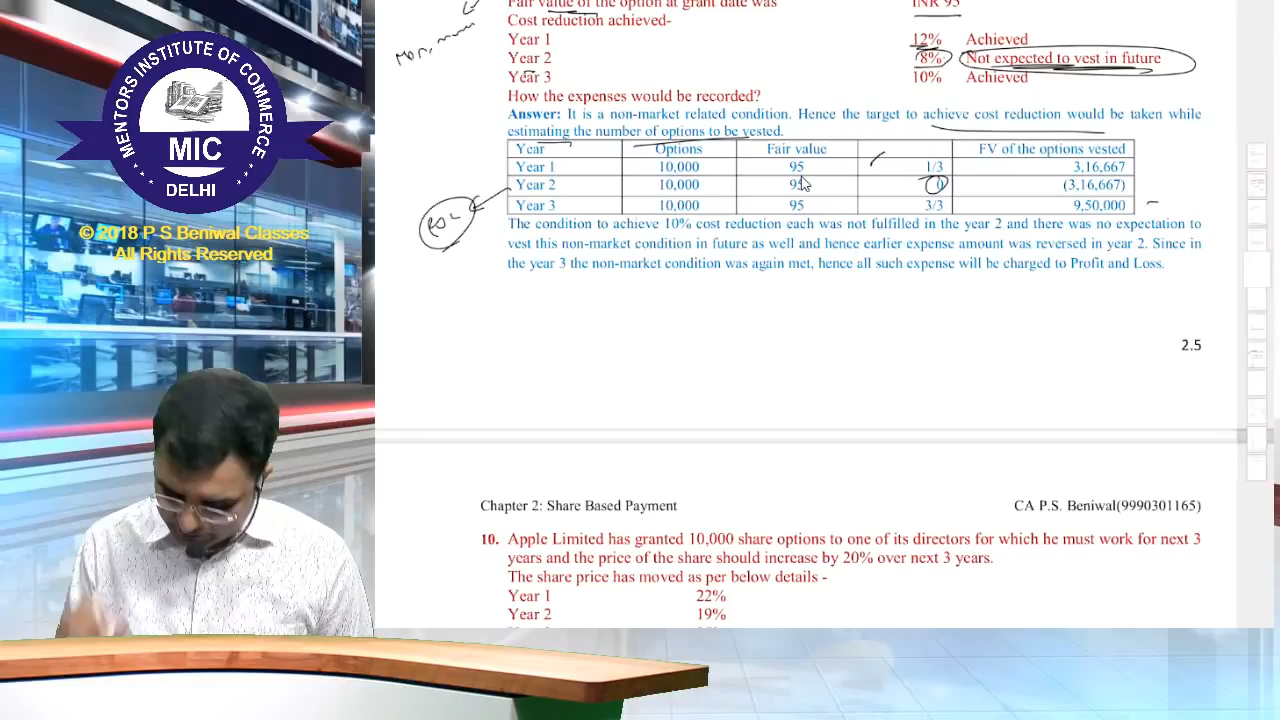 Fair value of the option at grant date was INR 95
Cost reduction achieved-
Year 1 12% Achieved
Year 2 8% Not expected to vest in future
Year 3 10% Achieved
How the expenses would be recorded?
Answer: It is a non-market related condition. Hence the target to achieve cost reduction would be taken while
estimating the number of options to be vested.
Year Options Fair value FV of the options vested
Year 1 10,000 95 1/3 3,16,667
Year 2 10,000 95 0 (3,16,667)
Year 3 10,000 95 3/3 9,50,000
The condition to achieve 10% cost reduction each was not fulfilled in the year 2 and there was no expectation to
vest this non-market condition in future as well and hence earlier expense amount was reversed in year 2. Since in
the year 3 the non-market condition was again met, hence all such expense will be charged to Profit and Loss.
2.5
Chapter 2: Share Based Payment CA P.S. Beniwal(9990301165)
10. Apple Limited has granted 10,000 share options to one of its directors for which he must work for next 3
years and the price of the share should increase by 20% over next 3 years.
The share price has moved as per below details -
Year 1 22%
Year 2 19%
MENTORS INSTITUTE OF COMMERCE
MIC
DELHI
© 2018 P S Beniwal Classes
All Rights Reserved